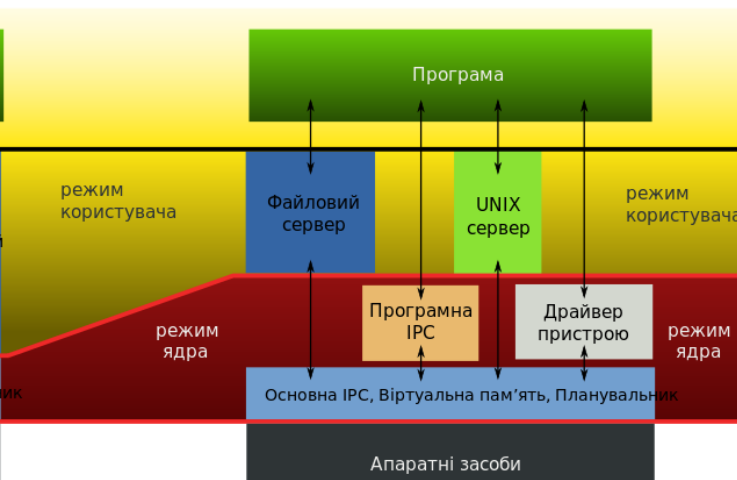 Програма
режим
користувача
Файловий
сервер
UNIX
сервер
режим
користувача
режим
ядра
Програмна
IPC
Драйвер
пристрою
режим
ядра
Основна IPC, Віртуальна пам’ять, Планувальник
Апаратні засоби